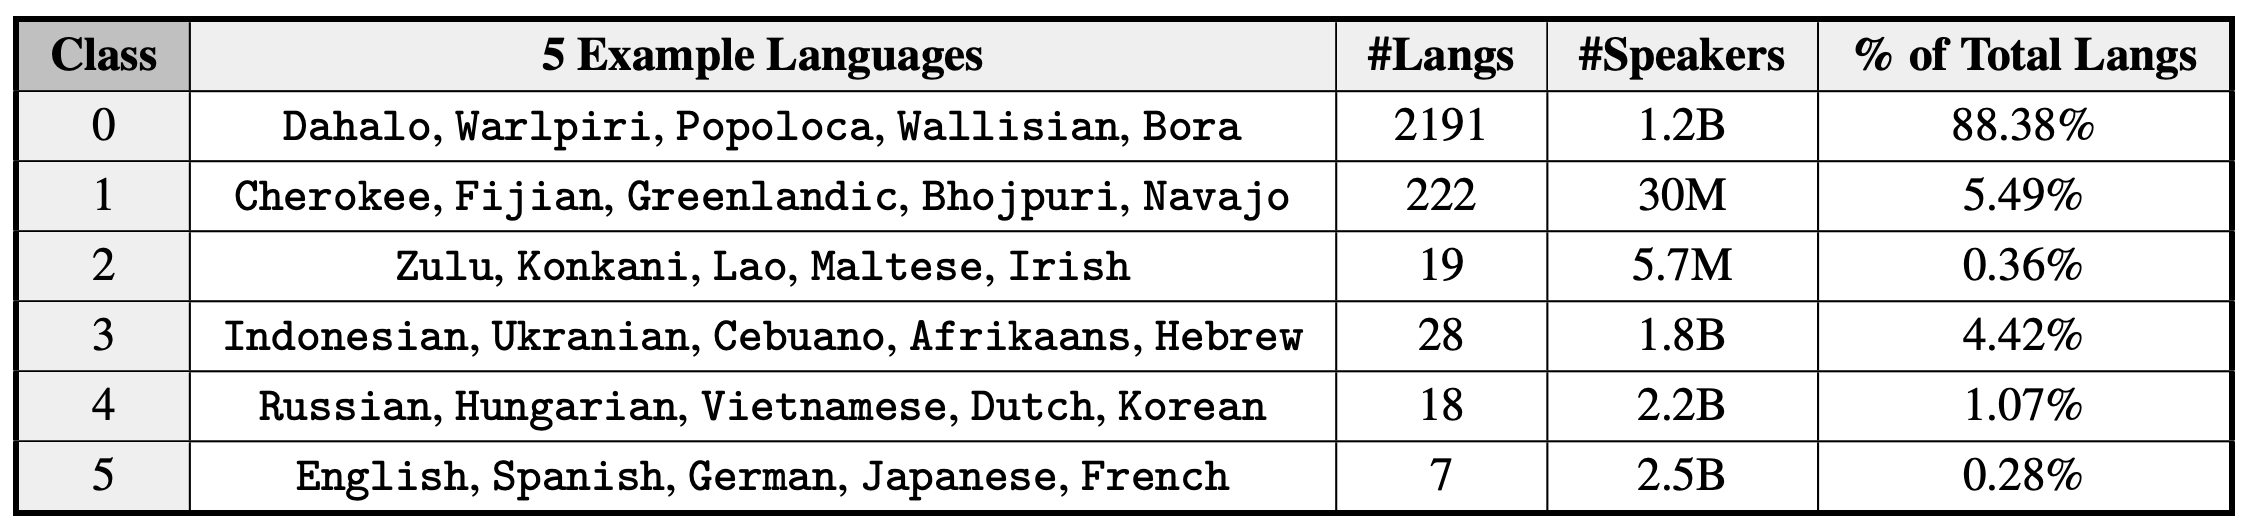 Class 5 Example Languages #Langs #Speakers % of Total Langs
0 Dahalo, Warlpiri, Popoloca, Wallisian, Bora 2191 1.2B 88.38%
1 Cherokee, Fijian, Greenlandic, Bhojpuri, Navajo 222 30M 5.49%
2 Zulu, Konkani, Lao, Maltese, Irish 19 5.7M 0.36%
3 Indonesian, Ukranian, Cebuano, Afrikaans, Hebrew 28 1.8B 4.42%
4 Russian, Hungarian, Vietnamese, Dutch, Korean 18 2.2B 1.07%
5 English, Spanish, German, Japanese, French 7 2.5B 0.28%